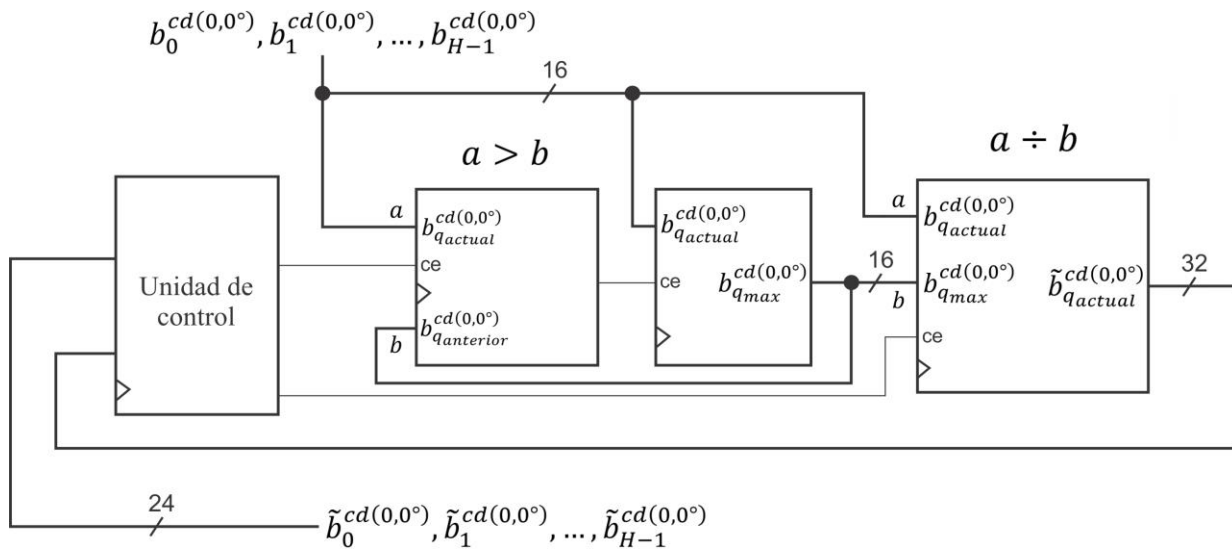 b_0^{cd(0,0°)}, b_1^{cd(0,0°)}, ..., b_{H-1}^{cd(0,0°)}
16
a > b
a ÷ b
Unidad de
control
a
b_{q_{actual}}^{cd(0,0°)}
ce
b
b_{q_{anterior}}^{cd(0,0°)}
b_{q_{actual}}^{cd(0,0°)}
b_{q_{max}}^{cd(0,0°)}
ce
16
a
b_{q_{actual}}^{cd(0,0°)}
b
b_{q_{max}}^{cd(0,0°)}
b̃_{q_{actual}}^{cd(0,0°)}
ce
32
24
b̃_0^{cd(0,0°)}, b̃_1^{cd(0,0°)}, ..., b̃_{H-1}^{cd(0,0°)}